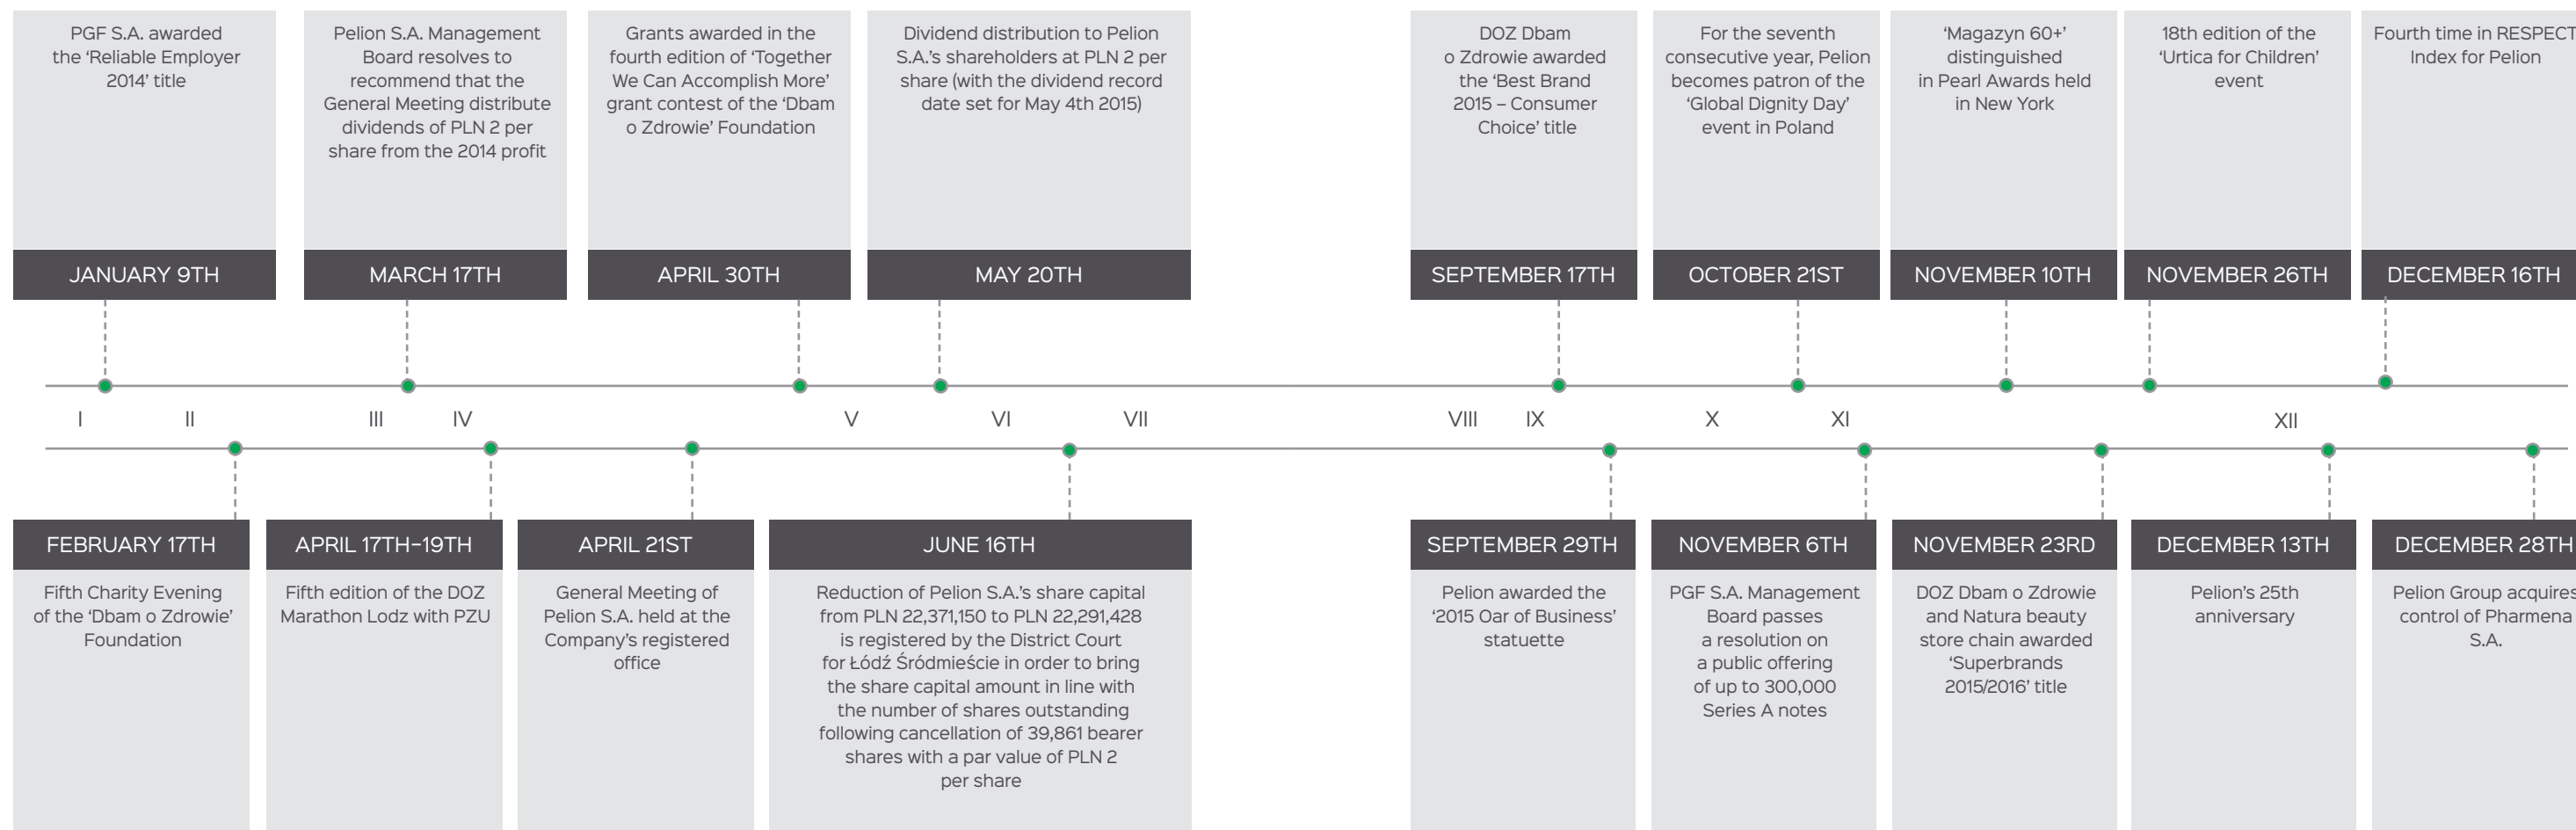 PGF S.A. awarded
the ‘Reliable Employer
2014’ title
JANUARY 9TH
Pelion S.A. Management
Board resolves to
recommend that the
General Meeting distribute
dividends of PLN 2 per
share from the 2014 profit
MARCH 17TH
Grants awarded in the
fourth edition of ‘Together
We Can Accomplish More’
grant contest of the ‘Dbam
o Zdrowie’ Foundation
APRIL 30TH
Dividend distribution to Pelion
S.A.’s shareholders at PLN 2 per
share (with the dividend record
date set for May 4th 2015)
MAY 20TH
DOZ Dbam
o Zdrowie awarded
the ‘Best Brand
2015 – Consumer
Choice’ title
SEPTEMBER 17TH
For the seventh
consecutive year, Pelion
becomes patron of the
‘Global Dignity Day’
event in Poland
OCTOBER 21ST
‘Magazyn 60+’
distinguished
in Pearl Awards held
in New York
NOVEMBER 10TH
18th edition of the
‘Urtica for Children’
event
NOVEMBER 26TH
Fourth time in RESPECT
Index for Pelion
DECEMBER 16TH
I II III IV V VI VII VIII IX X XI XII
FEBRUARY 17TH
Fifth Charity Evening
of the ‘Dbam o Zdrowie’
Foundation
APRIL 17TH–19TH
Fifth edition of the DOZ
Marathon Lodz with PZU
APRIL 21ST
General Meeting of
Pelion S.A. held at the
Company’s registered
office
JUNE 16TH
Reduction of Pelion S.A.’s share capital
from PLN 22,371,150 to PLN 22,291,428
is registered by the District Court
for Łódź Śródmieście in order to bring
the share capital amount in line with
the number of shares outstanding
following cancellation of 39,861 bearer
shares with a par value of PLN 2
per share
SEPTEMBER 29TH
Pelion awarded the
‘2015 Oar of Business’
statuette
NOVEMBER 6TH
PGF S.A. Management
Board passes
a resolution on
a public offering
of up to 300,000
Series A notes
NOVEMBER 23RD
DOZ Dbam o Zdrowie
and Natura beauty
store chain awarded
‘Superbrands
2015/2016’ title
DECEMBER 13TH
Pelion’s 25th
anniversary
DECEMBER 28TH
Pelion Group acquires
control of Pharmena
S.A.